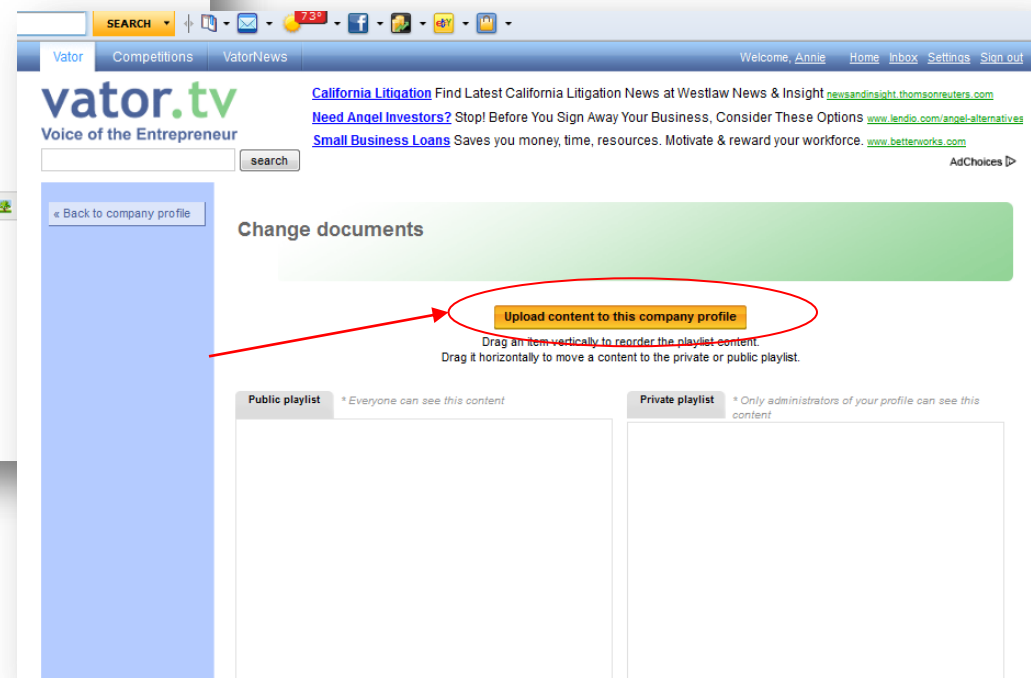 SEARCH
73°
Vator Competitions VatorNews Welcome, Annie Home Inbox Settings Sign out
vator.tv
Voice of the Entrepreneur
search
California Litigation Find Latest California Litigation News at Westlaw News & Insight newsandinsight.thomsonreuters.com
Need Angel Investors? Stop! Before You Sign Away Your Business, Consider These Options www.lendio.com/angel-alternatives
Small Business Loans Saves you money, time, resources. Motivate & reward your workforce. www.betterworks.com
AdChoices
« Back to company profile
Change documents
Upload content to this company profile
Drag an item vertically to reorder the playlist content.
Drag it horizontally to move a content to the private or public playlist.
Public playlist * Everyone can see this content
Private playlist * Only administrators of your profile can see this
content